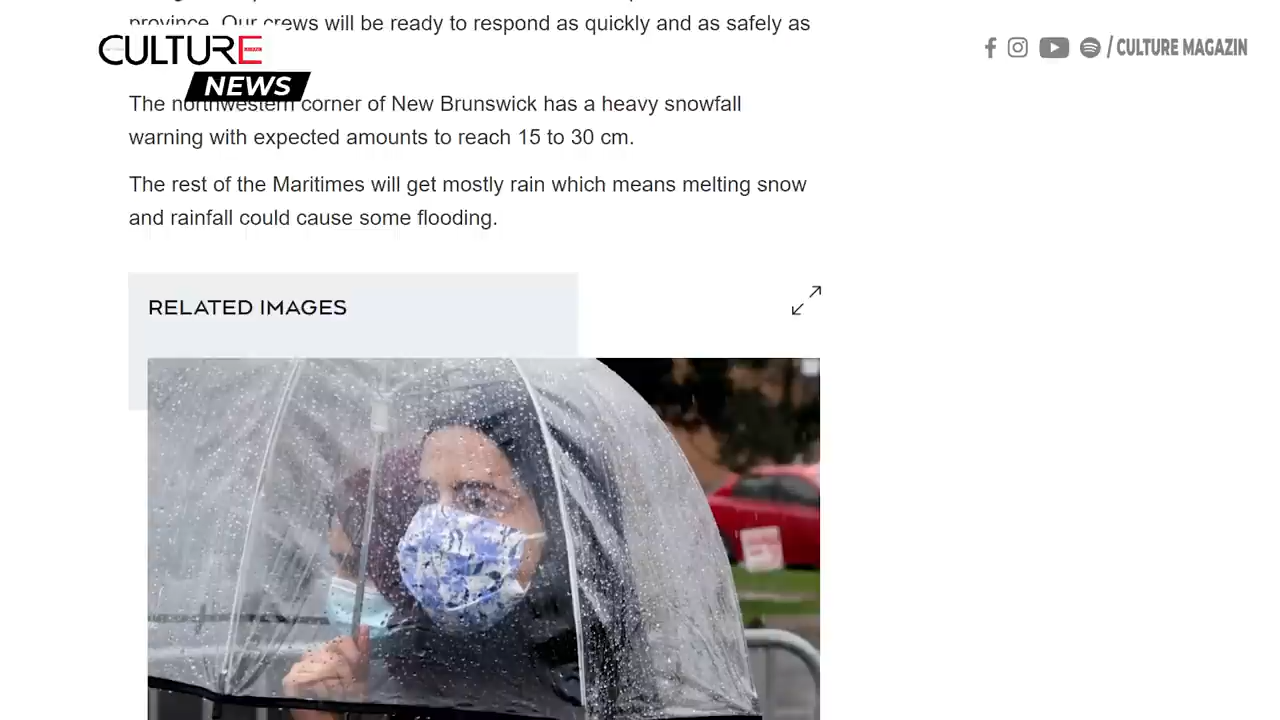 province. Our crews will be ready to respond as quickly and as safely as
CULTURE
NEWS
/ CULTURE MAGAZIN
The northwestern corner of New Brunswick has a heavy snowfall
warning with expected amounts to reach 15 to 30 cm.
The rest of the Maritimes will get mostly rain which means melting snow
and rainfall could cause some flooding.
RELATED IMAGES